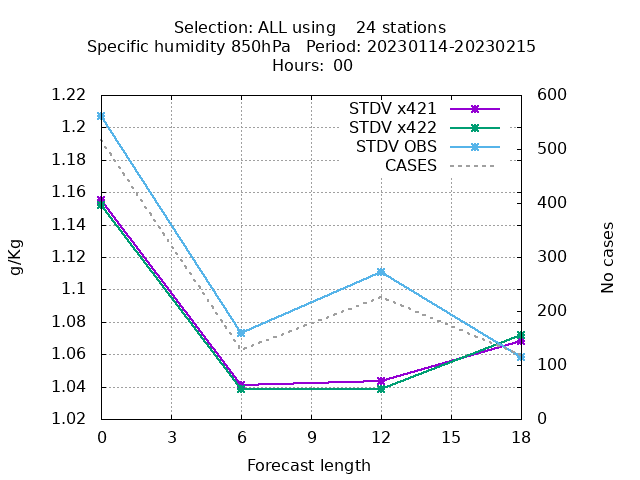 Selection: ALL using    24 stations
Specific humidity 850hPa   Period: 20230114-20230215
Hours:  00
STDV x421
STDV x422
STDV OBS
CASES
1.22
1.2
1.18
1.16
1.14
1.12
1.1
1.08
1.06
1.04
1.02
g/Kg
600
500
400
300
200
100
0
No cases
0 3 6 9 12 15 18
Forecast length